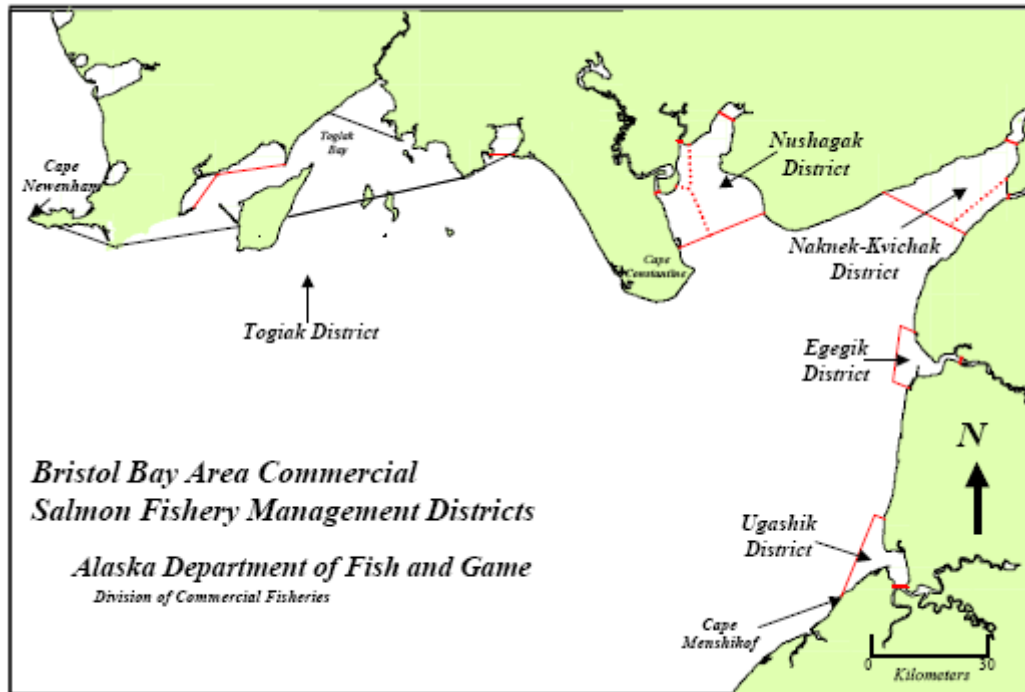 Togiak
Bay
Cape
Newenham
Nushagak
District
Naknek-Kvichak
District
Cape
Constantine
Togiak District
Egegik
District
Bristol Bay Area Commercial
Salmon Fishery Management Districts
N
Ugashik
District
Alaska Department of Fish and Game
Division of Commercial Fisheries
Cape
Menshikof
0
30
Kilometers